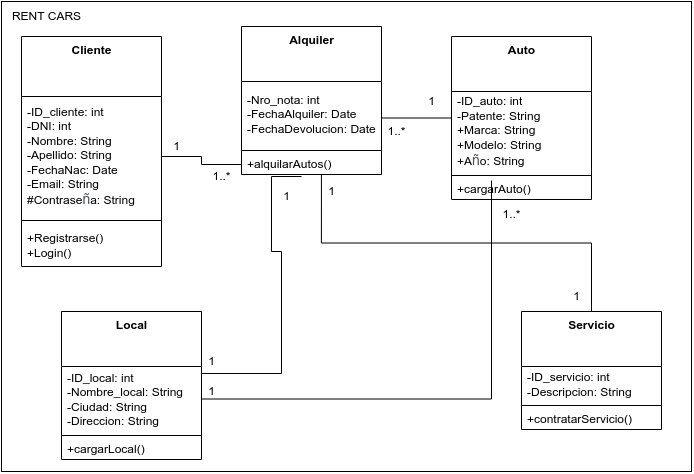 RENT CARS
Cliente
-ID_cliente: int
-DNI: int
-Nombre: String
-Apellido: String
-FechaNac: Date
-Email: String
#Contraseña: String
+Registrarse()
+Login()
1
1..*
Alquiler
-Nro_nota: int
-FechaAlquiler: Date
-FechaDevolucion: Date
+alquilarAutos()
1
1..*
Auto
-ID_auto: int
-Patente: String
+Marca: String
+Modelo: String
+Año: String
+cargarAuto()
1..*
1
1
1
Local
-ID_local: int
-Nombre_local: String
-Ciudad: String
-Direccion: String
+cargarLocal()
1
1
Servicio
-ID_servicio: int
-Descripcion: String
+contratarServicio()